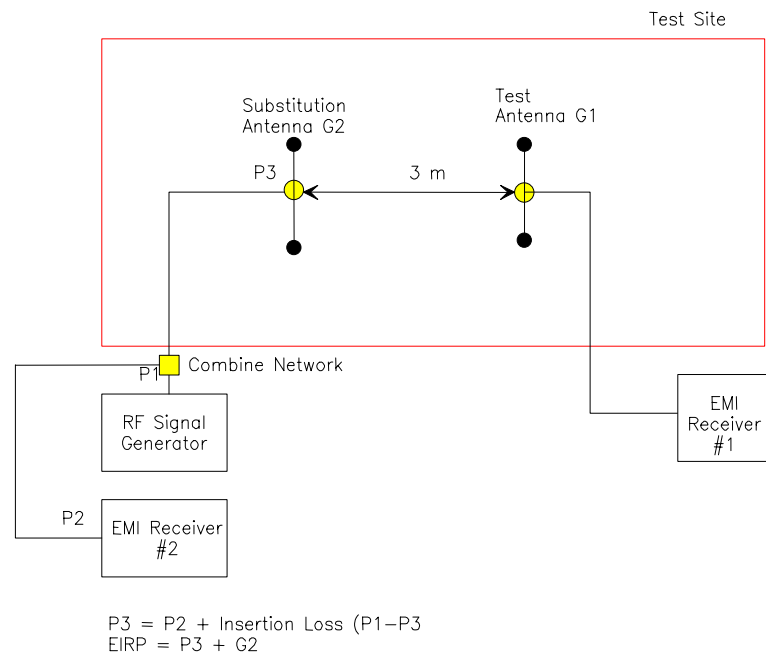 Test Site
Substitution
Antenna G2
Test
Antenna G1
P3
3 m
Combine Network
P1
RF Signal
Generator
EMI
Receiver
#1
P2
EMI Receiver
#2
P3 = P2 + Insertion Loss (P1-P3
EIRP = P3 + G2